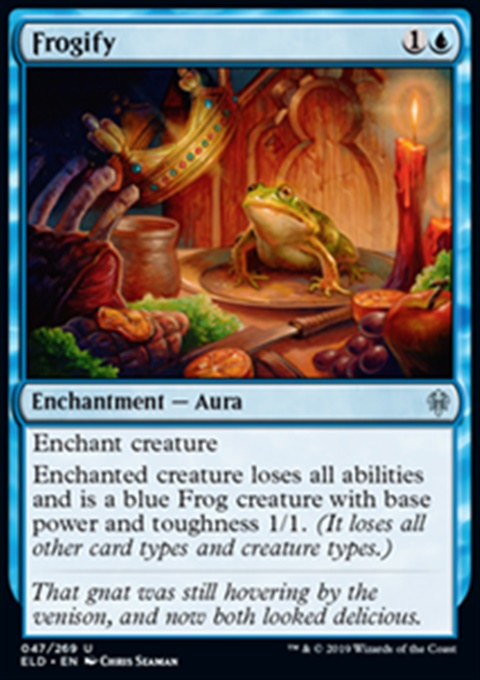 Frogify 1
Enchantment — Aura
Enchant creature
Enchanted creature loses all abilities
and is a blue Frog creature with base
power and toughness 1/1. (It loses all
other card types and creature types.)
That gnat was still hovering by the
venison, and now both looked delicious.
047/269 U
ELD • EN Chris Seaman
™ & © 2019 Wizards of the Coast